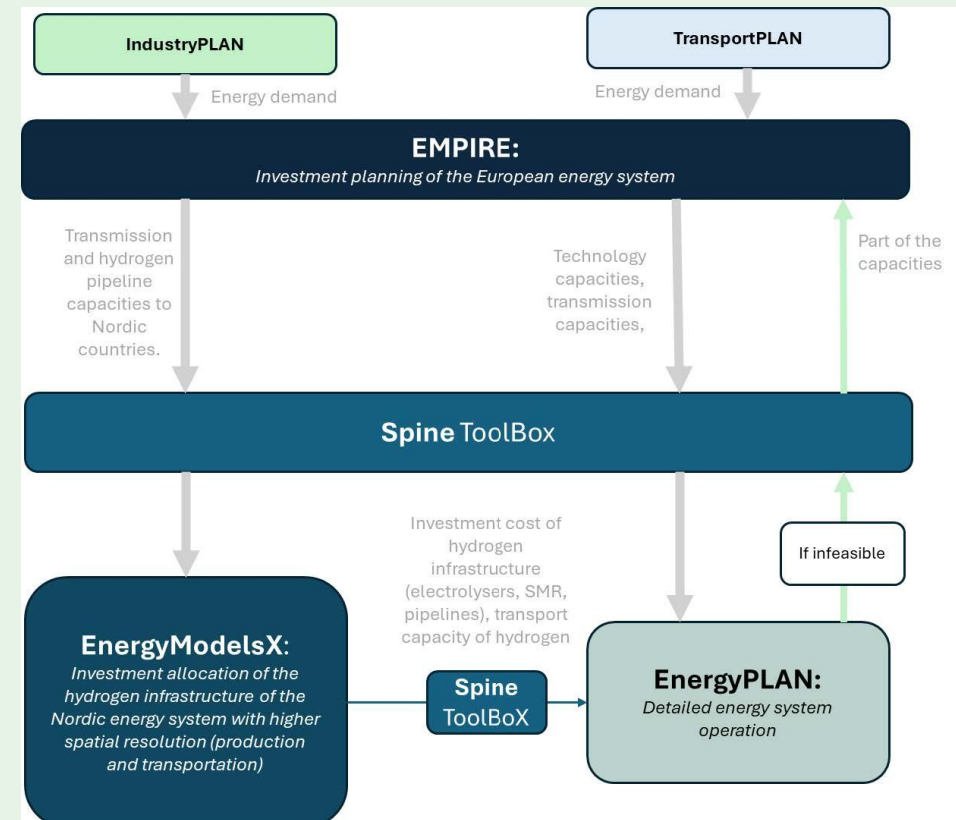 IndustryPLAN
TransportPLAN
Energy demand
Energy demand
EMPIRE:
Investment planning of the European energy system
Transmission
and hydrogen
pipeline
capacities to
Nordic
countries.
Technology
capacities,
transmission
capacities,
Part of the
capacities
Spine ToolBox
Investment cost of
hydrogen
infrastructure
(electrolysers, SMR,
pipelines), transport
capacity of hydrogen
If infeasible
EnergyModelsX:
Investment allocation of the
hydrogen infrastructure of the
Nordic energy system with higher
spatial resolution (production
and transportation)
Spine
ToolBoX
EnergyPLAN:
Detailed energy system
operation